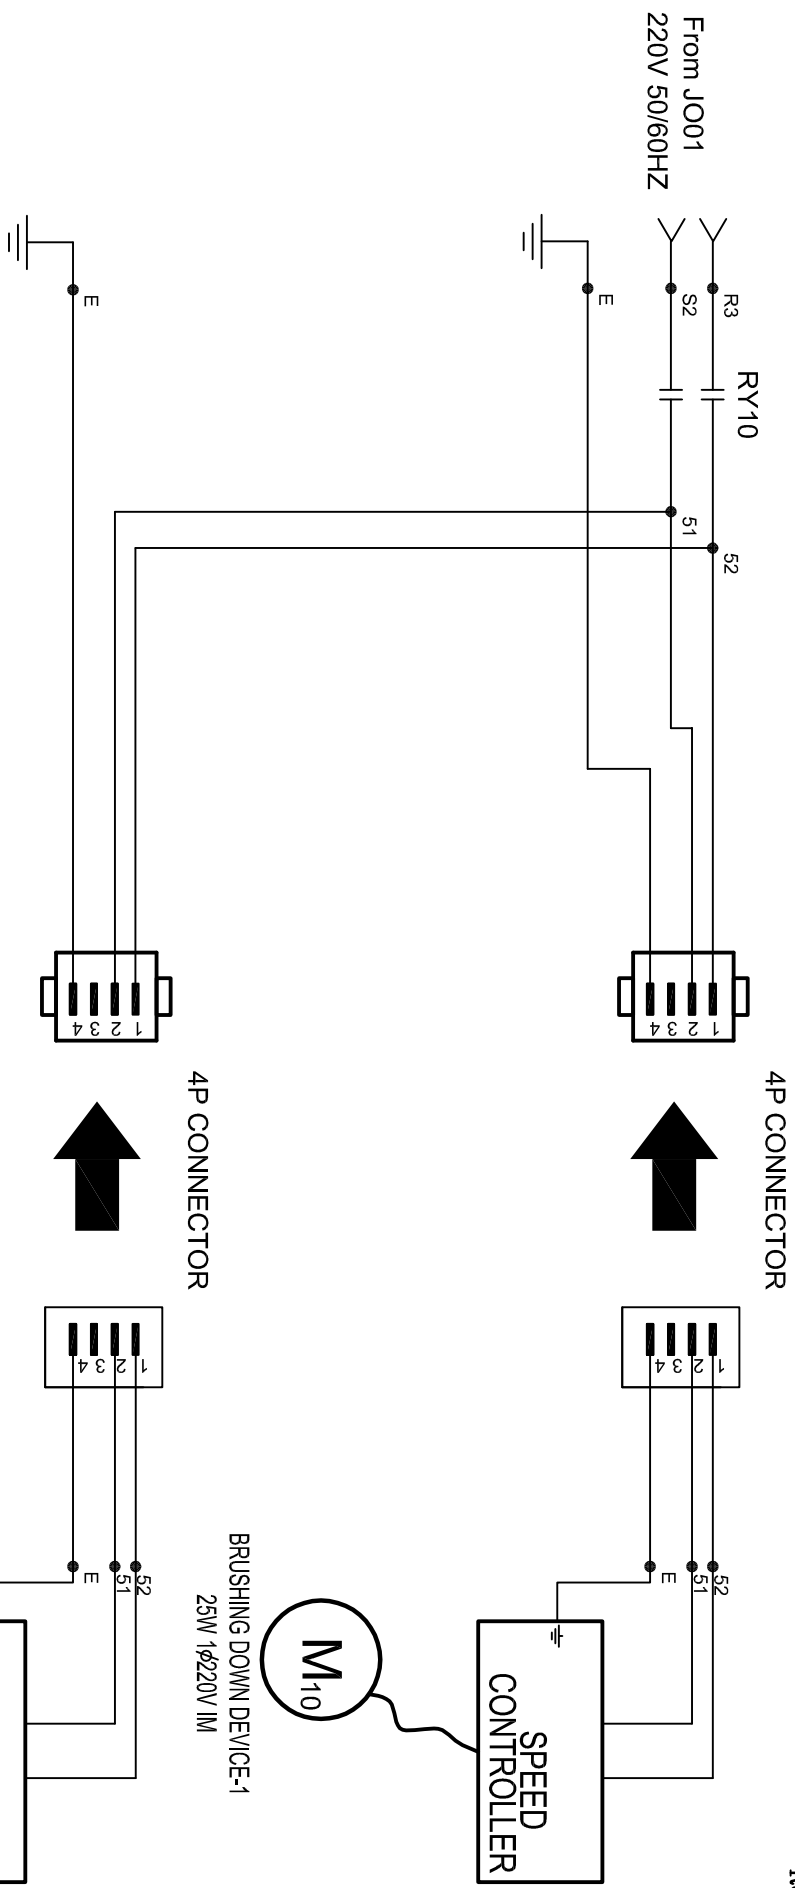 From JO01
220V 50/60HZ
R3
S2
RY10
E
52
51
1
2
3
4
4P CONNECTOR
1
2
3
4
52
51
E
SPEED
CONTROLLER
M10
BRUSHING DOWN DEVICE-1
25W 1ϕ220V IM
E
1
2
3
4
4P CONNECTOR
1
2
3
4
52
51
E